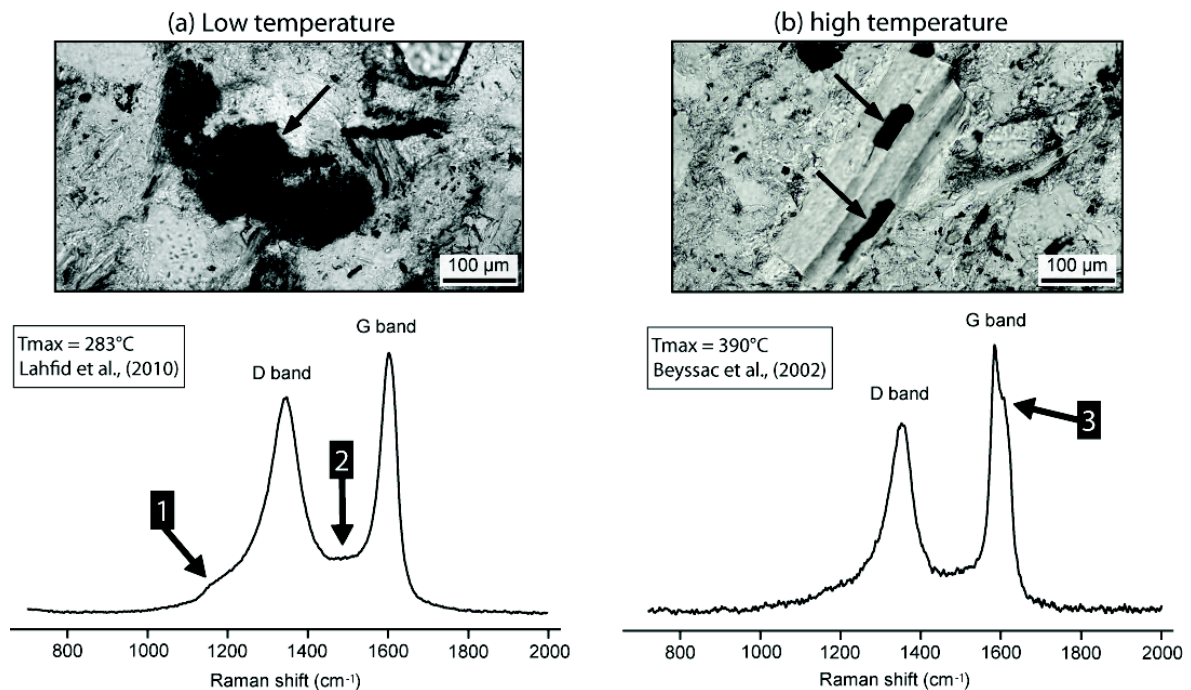 (a) Low temperature
(b) high temperature
100 µm
100 µm
Tmax = 283°C
Lahfid et al., (2010)
D band
G band
1
2
800 1000 1200 1400 1600 1800 2000
Raman shift (cm-1)
Tmax = 390°C
Beyssac et al., (2002)
D band
G band
3
800 1000 1200 1400 1600 1800 2000
Raman shift (cm-1)